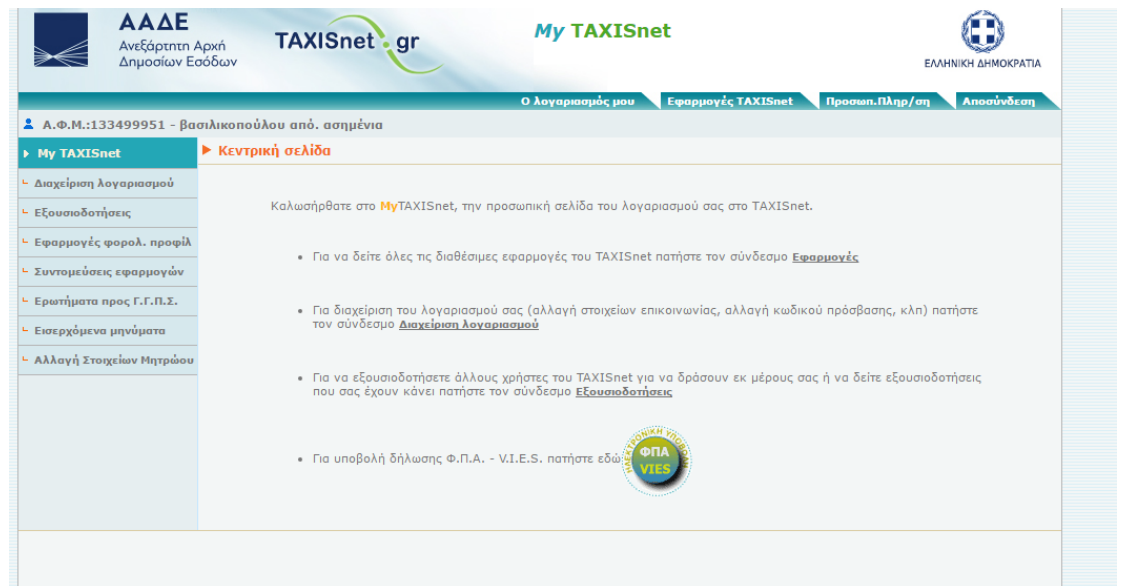 ΑΑΔΕ
Ανεξάρτητη Αρχή
Δημοσίων Εσόδων
TAXISnet.gr
My TAXISnet
ΕΛΛΗΝΙΚΗ ΔΗΜΟΚΡΑΤΙΑ
Ο λογαριασμός μου Εφαρμογές TAXISnet Προσωπ.Πληρ/ση Αποσύνδεση
Α.Φ.Μ.:133499951 - βασιλικοπούλου από. ασημένια
My TAXISnet
Διαχείριση λογαριασμού
Εξουσιοδοτήσεις
Εφαρμογές φορολ. προφίλ
Συντομεύσεις εφαρμογών
Ερωτήματα προς Γ.Γ.Π.Σ.
Εισερχόμενα μηνύματα
Αλλαγή Στοιχείων Μητρώου
Κεντρική σελίδα
Καλωσήρθατε στο MyTAXISnet, την προσωπική σελίδα του λογαριασμού σας στο TAXISnet.
Για να δείτε όλες τις διαθέσιμες εφαρμογές του TAXISnet πατήστε τον σύνδεσμο Εφαρμογές
Για διαχείριση του λογαριασμού σας (αλλαγή στοιχείων επικοινωνίας, αλλαγή κωδικού πρόσβασης, κλπ) πατήστε
τον σύνδεσμο Διαχείριση λογαριασμού
Για να εξουσιοδοτήσετε άλλους χρήστες του TAXISnet για να δράσουν εκ μέρους σας ή να δείτε εξουσιοδοτήσεις
που σας έχουν κάνει πατήστε τον σύνδεσμο Εξουσιοδοτήσεις
Για υποβολή δήλωσης Φ.Π.Α. - V.I.E.S. πατήστε εδώ
ΗΛΕΚΤΡΟΝΙΚΗ ΥΠΟΒΟΛΗ
ΦΠΑ
VIES